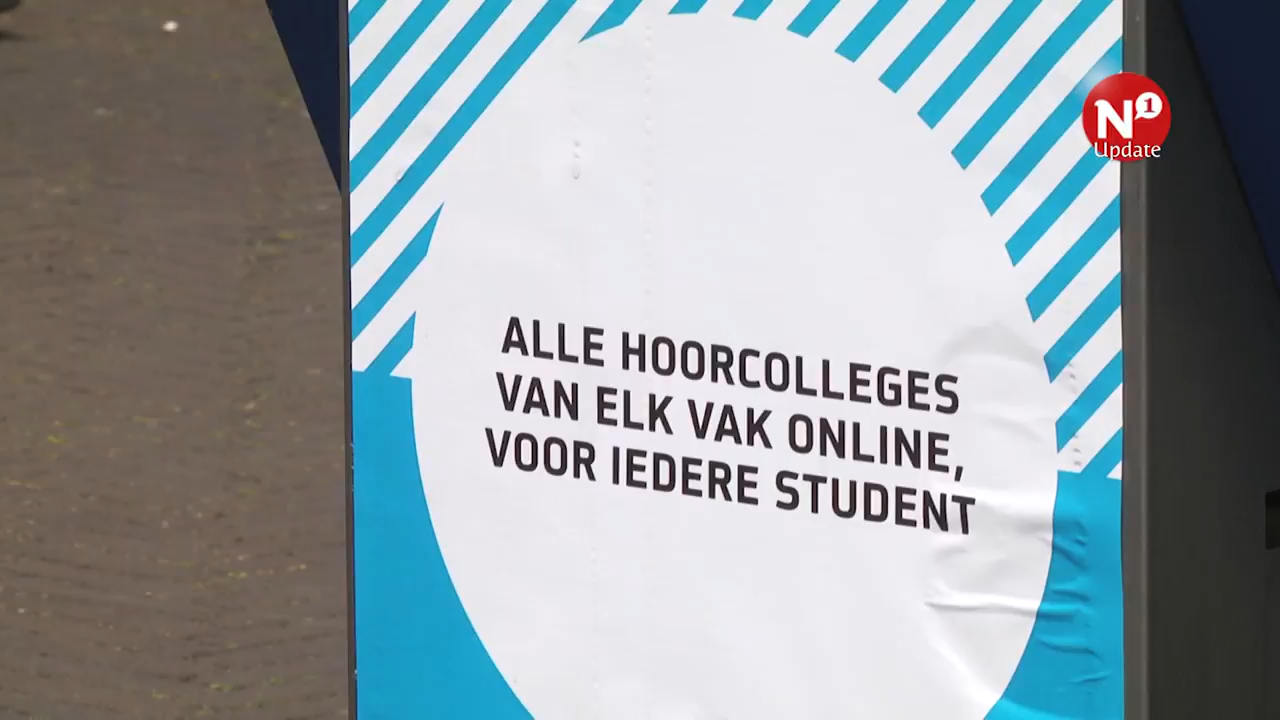 N1
Update
ALLE HOORCOLLEGES
VAN ELK VAK ONLINE,
VOOR IEDERE STUDENT